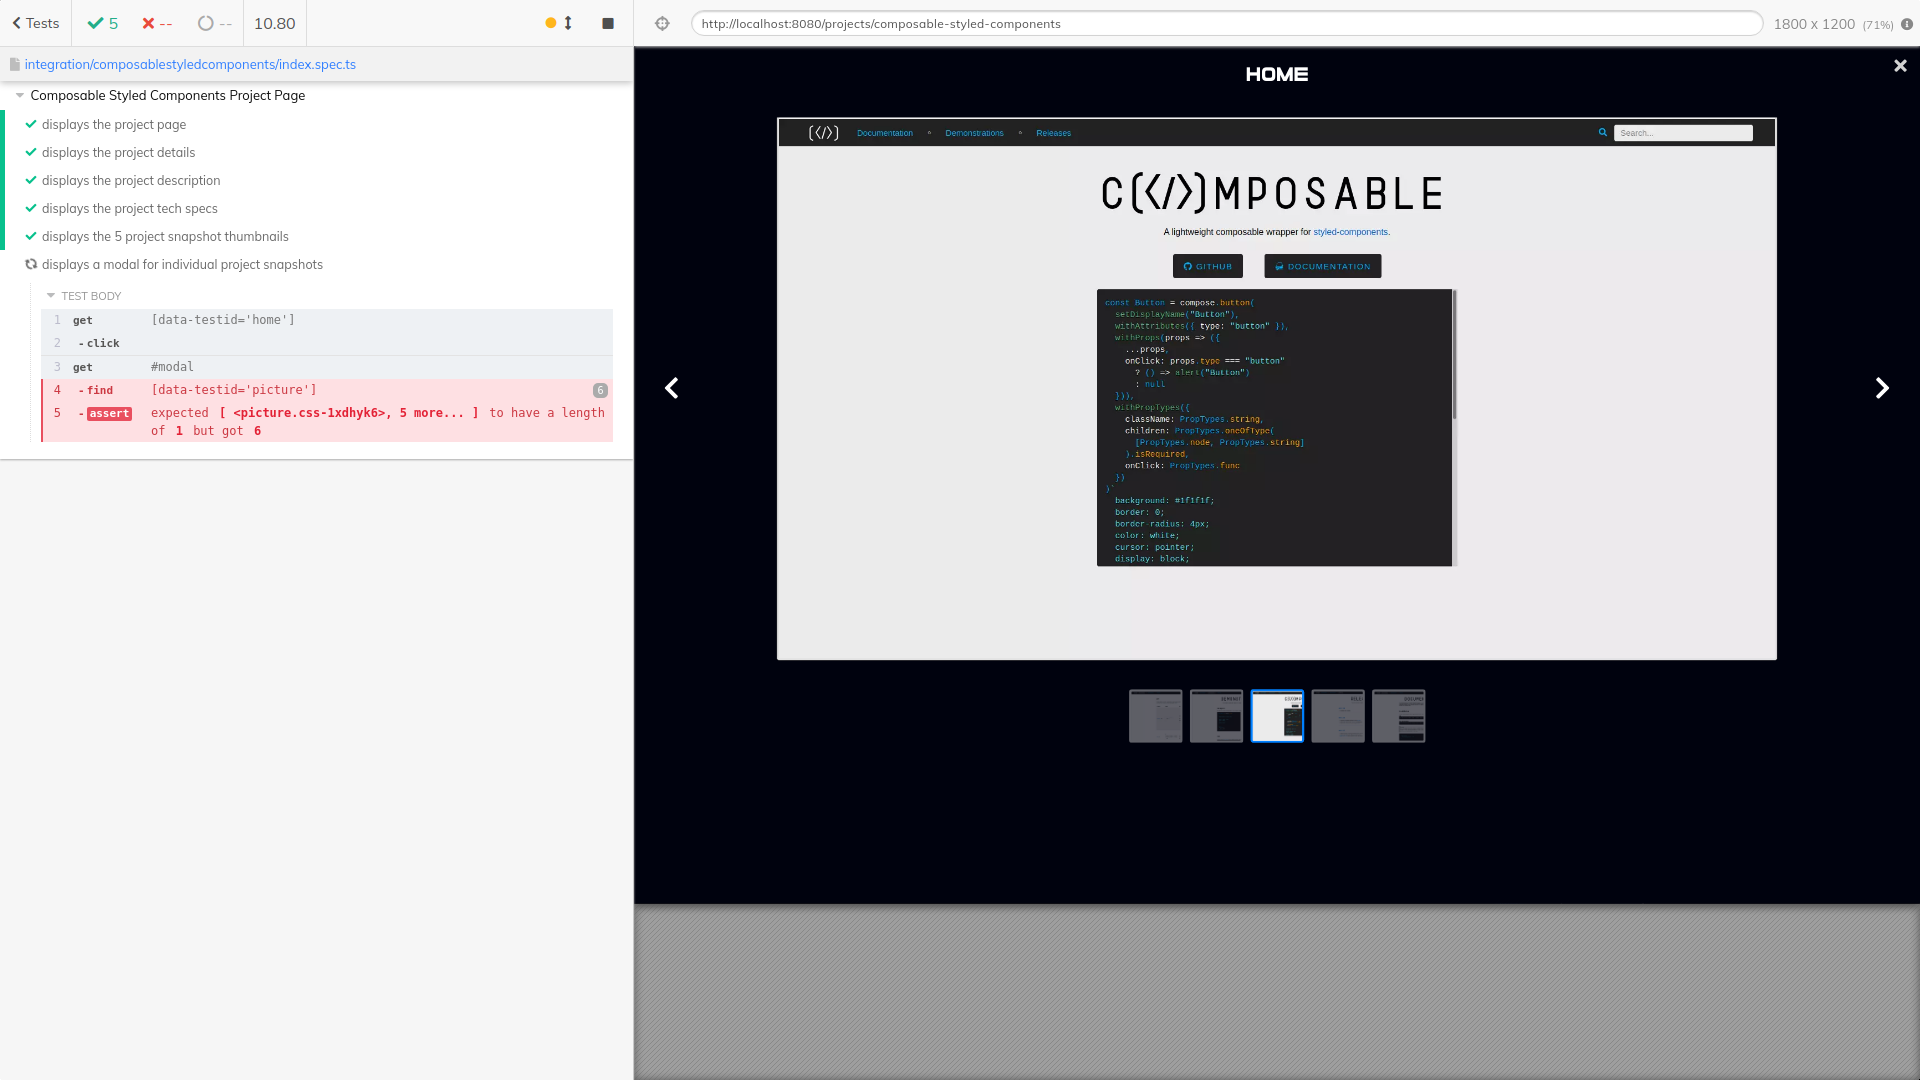 Tests
5
--
--
10.80
http://localhost:8080/projects/composable-styled-components
1800 x 1200 (71%)
integration/composablestyledcomponents/index.spec.ts
Composable Styled Components Project Page
displays the project page
displays the project details
displays the project description
displays the project tech specs
displays the 5 project snapshot thumbnails
displays a modal for individual project snapshots
TEST BODY
1 get [data-testid='home']
2 - click
3 get #modal
4 - find [data-testid='picture'] 6
5 - assert expected [ <picture.css-1xdhyk6>, 5 more... ] to have a length
of 1 but got 6
HOME
(</>) Documentation Demonstrations Releases Search...
C(</>)MPOSABLE
A lightweight composable wrapper for styled-components.
GITHUB DOCUMENTATION
const Button = compose.button(
setDisplayName("Button"),
withAttributes({ type: "button" }),
withProps(props => ({
...props,
onClick: props.type === "button"
? () => alert("Button")
: null
})),
withPropTypes({
className: PropTypes.string,
children: PropTypes.oneOfType(
[PropTypes.node, PropTypes.string]
).isRequired,
onClick: PropTypes.func
})
)`
background: #1f1f1f;
border: 0;
border-radius: 4px;
color: white;
cursor: pointer;
display: block;